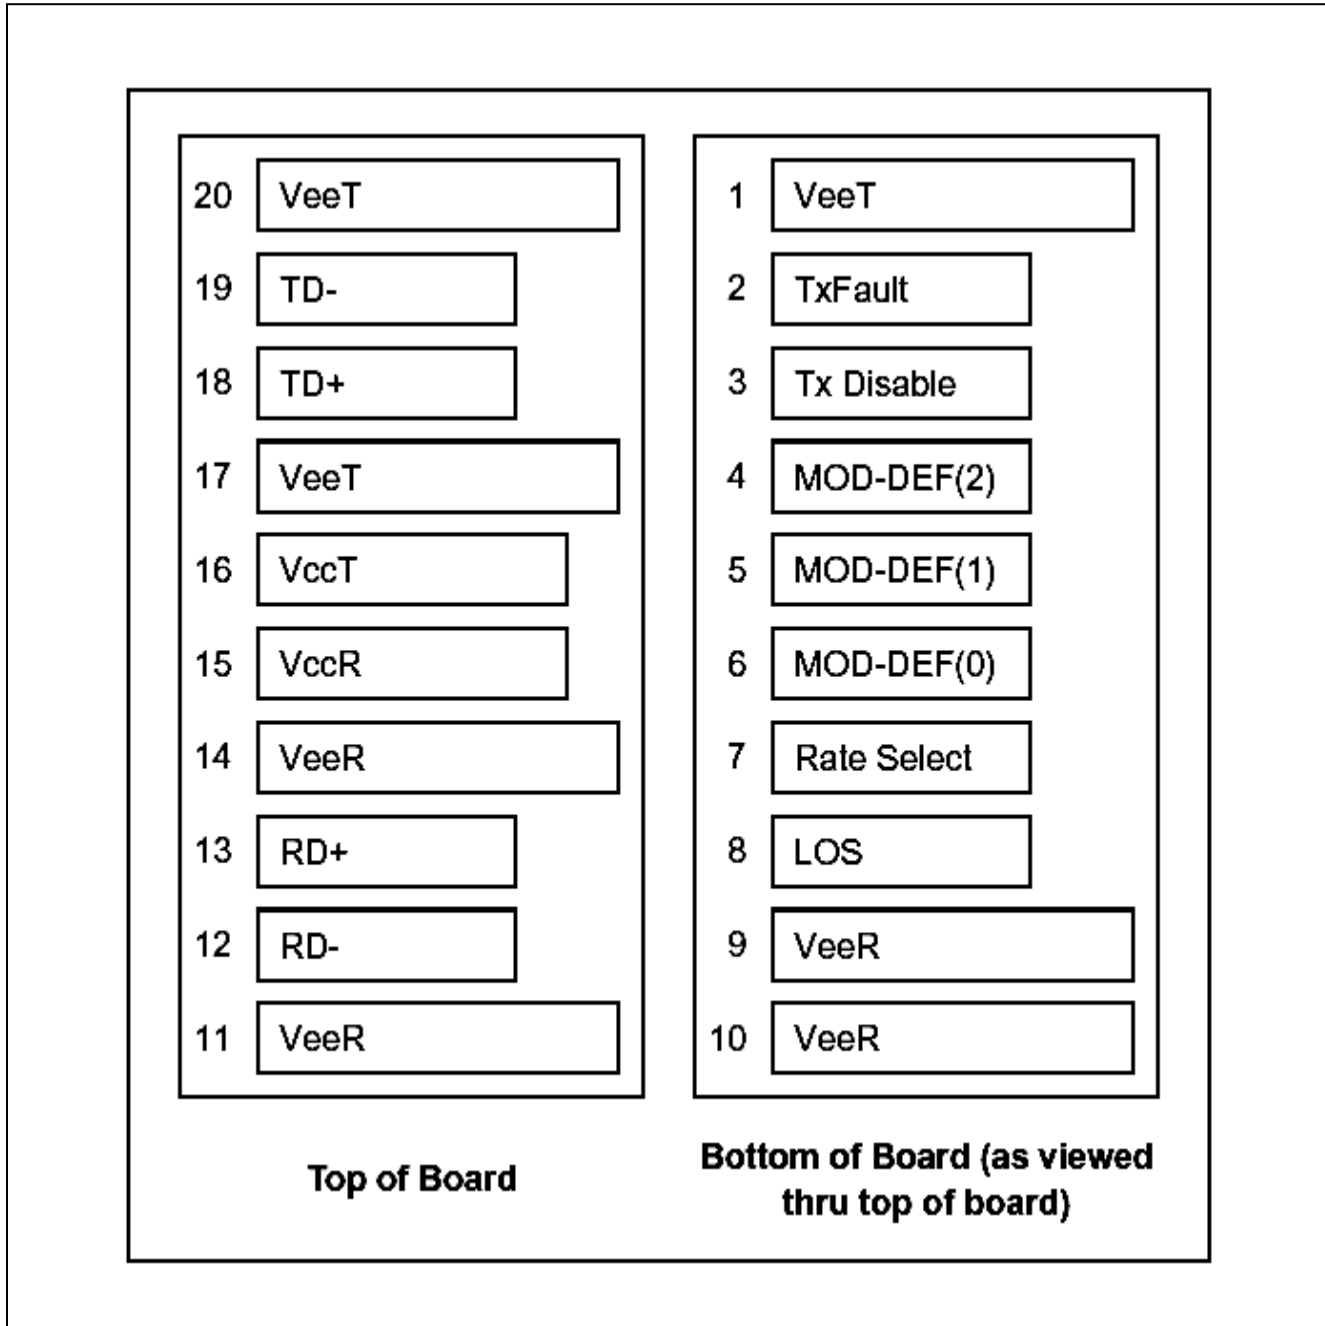 20 VeeT
19 TD-
18 TD+
17 VeeT
16 VccT
15 VccR
14 VeeR
13 RD+
12 RD-
11 VeeR
Top of Board
1 VeeT
2 TxFault
3 Tx Disable
4 MOD-DEF(2)
5 MOD-DEF(1)
6 MOD-DEF(0)
7 Rate Select
8 LOS
9 VeeR
10 VeeR
Bottom of Board (as viewed
thru top of board)